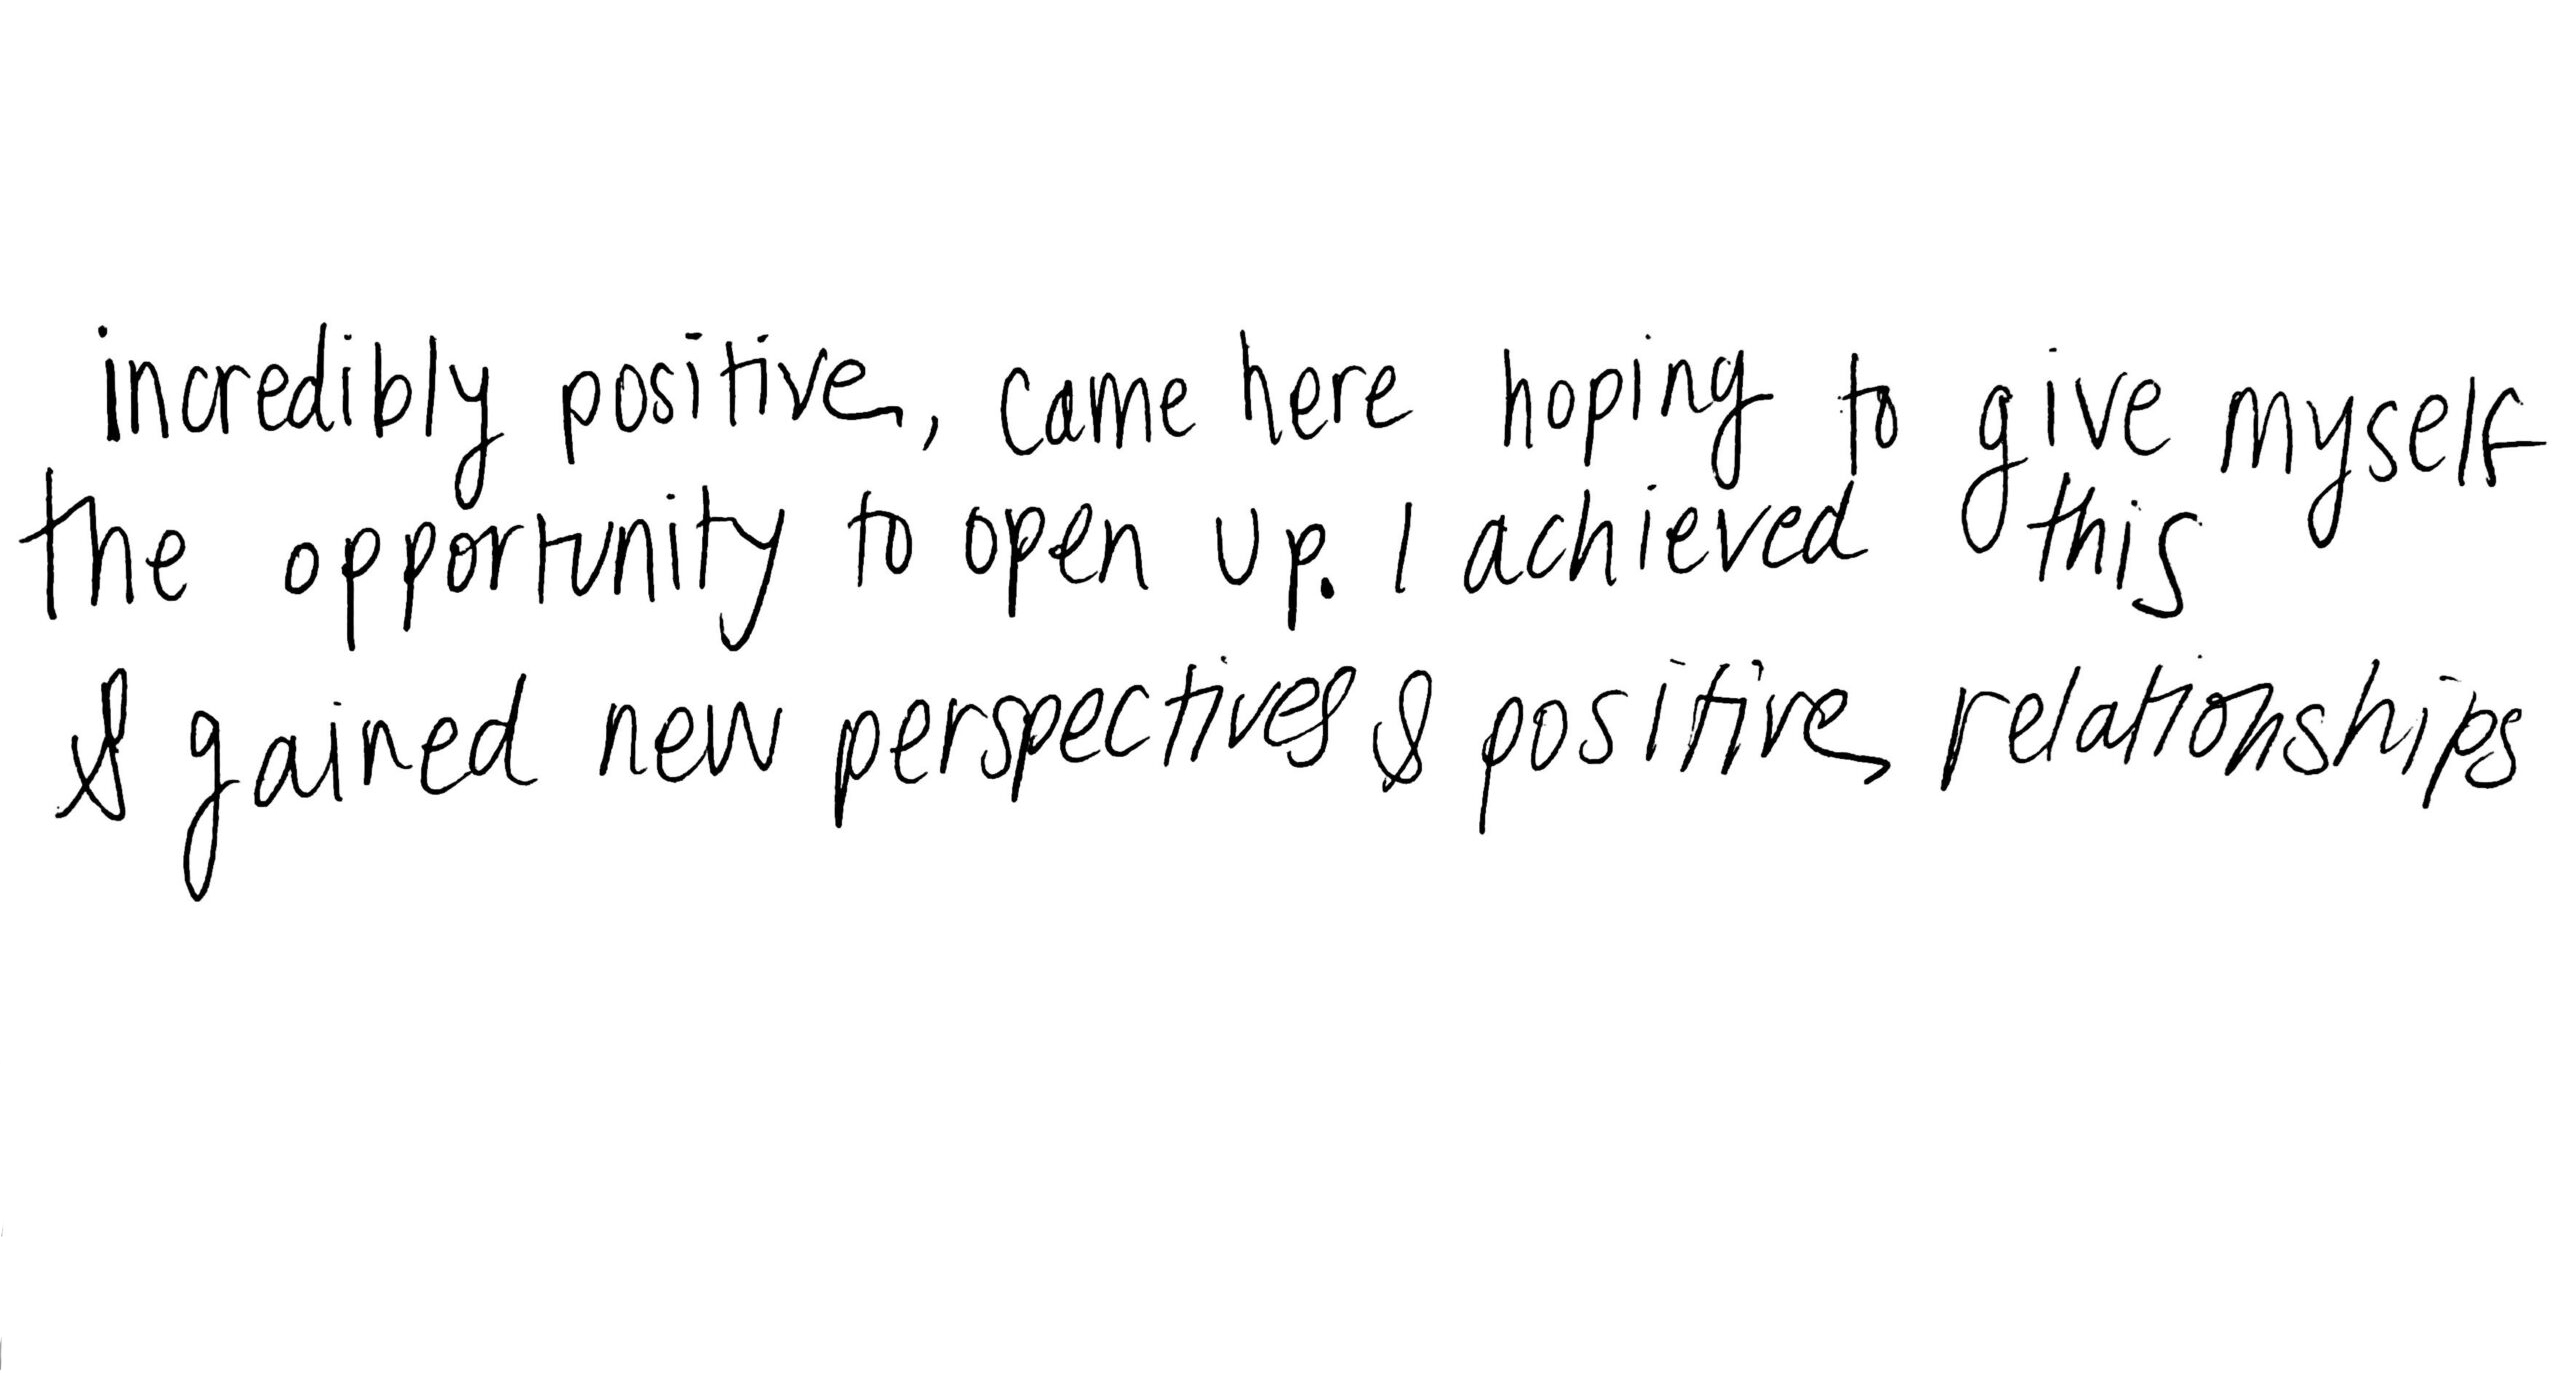 incredibly positive, came here hoping to give myself
the opportunity to open up. I achieved this
& gained new perspectives & positive relationships